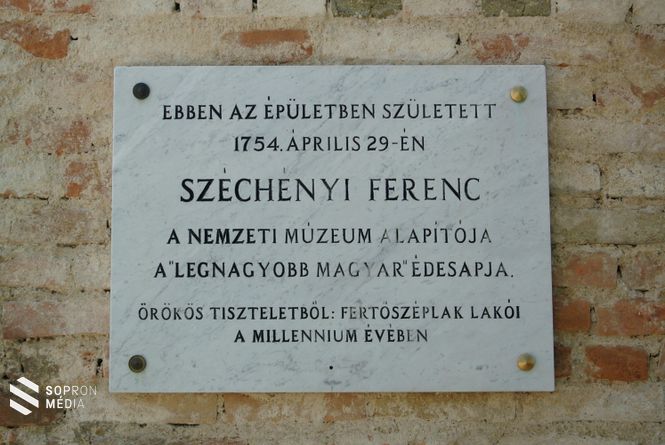 EBBEN AZ ÉPÜLETBEN SZÜLETETT
1754. ÁPRILIS 29-ÉN
SZÉCHÉNYI FERENC
A NEMZETI MÚZEUM ALAPÍTÓJA
A "LEGNAGYOBB MAGYAR" ÉDESAPJA.
ÖRÖKÖS TISZTELETBŐL: FERTŐSZÉPLAK LAKÓI
A MILLENNIUM ÉVÉBEN
SOPRON
MÉDIA